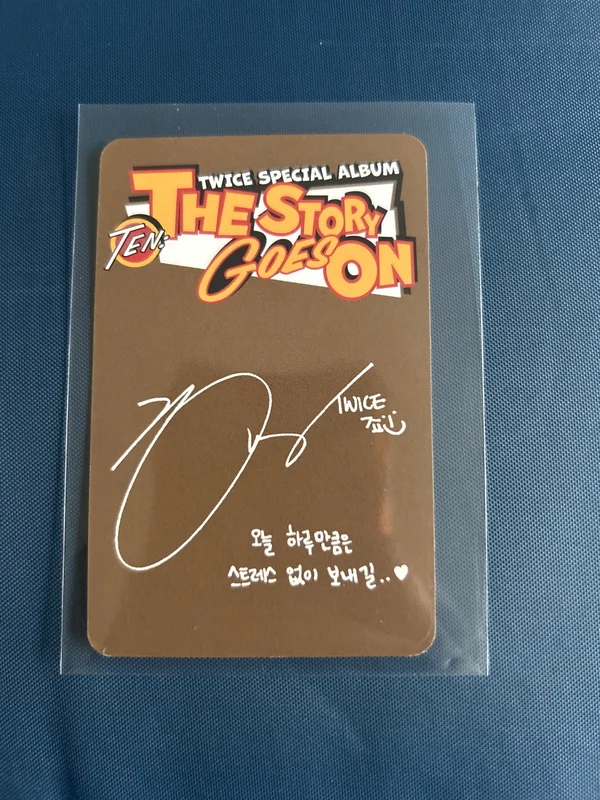 TWICE SPECIAL ALBUM
TEN:
THE STORY
GOES ON
TWICE
오늘 하루만큼은
스트레스 없이 보내길..♥